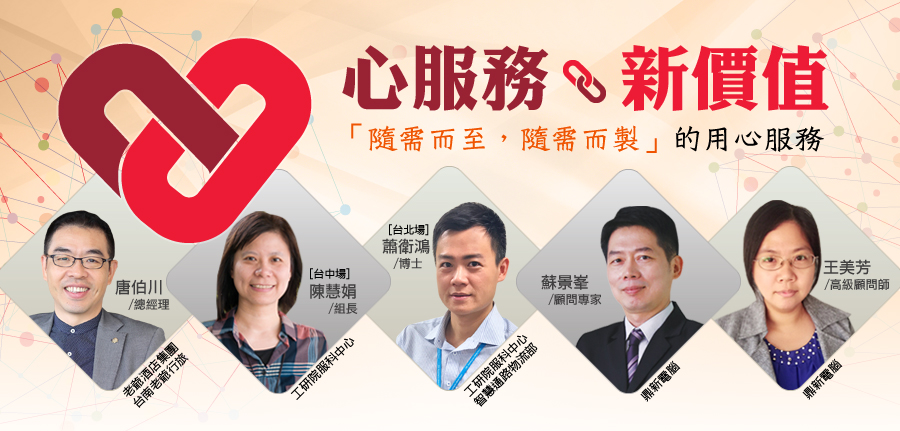 心服務 新價值
「隨需而至，隨需而製」的用心服務
唐伯川
/總經理
老爺酒店集團
台南老爺行旅
[台中場]
陳慧娟
/組長
工研院服科中心
[台北場]
蕭衛鴻
/博士
工研院服科中心
智慧通路物流部
蘇景峯
/顧問專家
鼎新電腦
王美芳
/高級顧問師
鼎新電腦